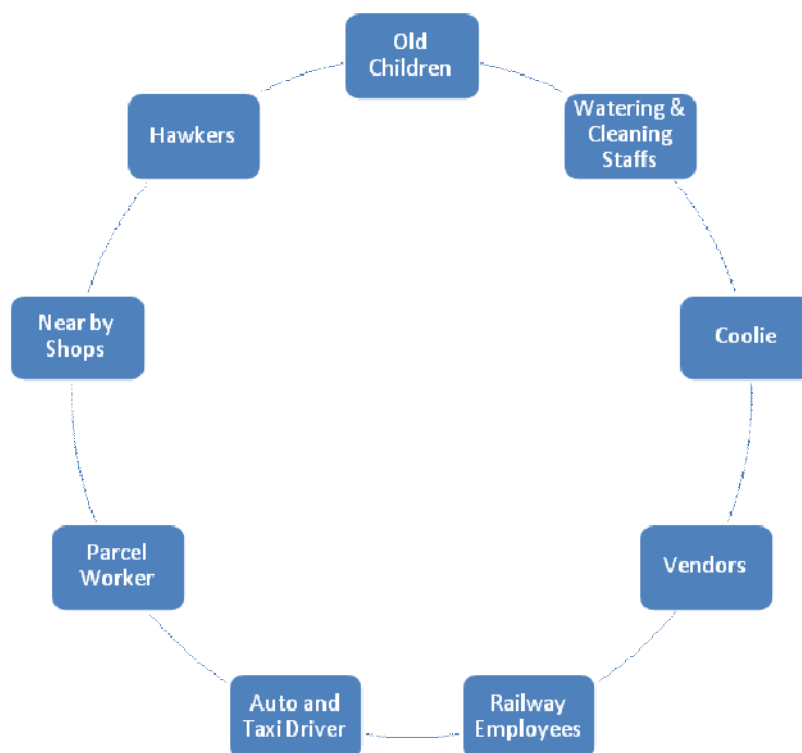 Old
Children
Watering &
Cleaning
Staffs
Coolie
Vendors
Railway
Employees
Auto and
Taxi Driver
Parcel
Worker
Near by
Shops
Hawkers